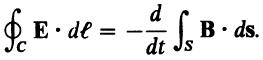 ∮_C E · dℓ = − d/dt ∫_S B · ds.